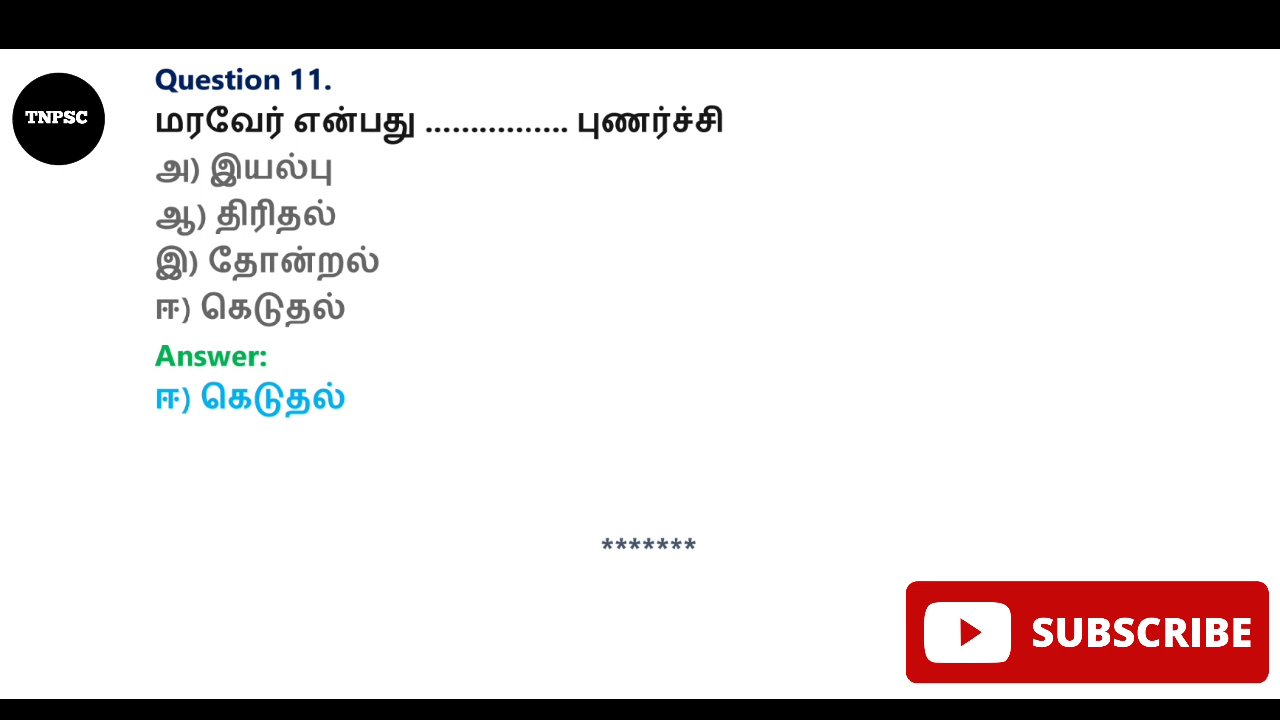 TNPSC
Question 11.
மரவேர் என்பது ................ புணர்ச்சி
அ) இயல்பு
ஆ) திரிதல்
இ) தோன்றல்
ஈ) கெடுதல்
Answer:
ஈ) கெடுதல்
*******
SUBSCRIBE